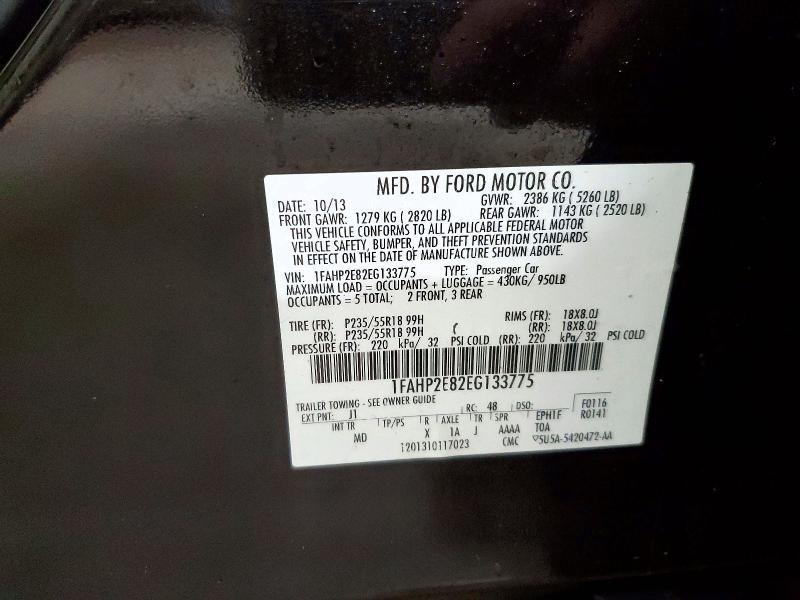 MFD. BY FORD MOTOR CO.
DATE: 10/13 GVWR: 2386 KG ( 5260 LB)
FRONT GAWR: 1279 KG ( 2820 LB) REAR GAWR: 1143 KG ( 2520 LB)
THIS VEHICLE CONFORMS TO ALL APPLICABLE FEDERAL MOTOR
VEHICLE SAFETY, BUMPER, AND THEFT PREVENTION STANDARDS
IN EFFECT ON THE DATE OF MANUFACTURE SHOWN ABOVE.
VIN: 1FAHP2E82EG133775 TYPE: Passenger Car
MAXIMUM LOAD = OCCUPANTS + LUGGAGE = 430KG/ 950LB
OCCUPANTS = 5 TOTAL; 2 FRONT, 3 REAR
TIRE (FR): P235/55R18 99H RIMS (FR): 18X8.0J
(RR): P235/55R18 99H (RR): 18X8.0J
PRESSURE (FR): 220 kPa/ 32 PSI COLD (RR): 220 kPa/ 32 PSI COLD
1FAHP2E82EG133775
TRAILER TOWING - SEE OWNER GUIDE RC: 48 DSO: F0116
EXT PNT: J1 R0141
INT TR TP/PS R AXLE TR SPR EPH1F
MD X 1A J AAAA TOA
1201310117023 CMC 5U5A-5420472-AA